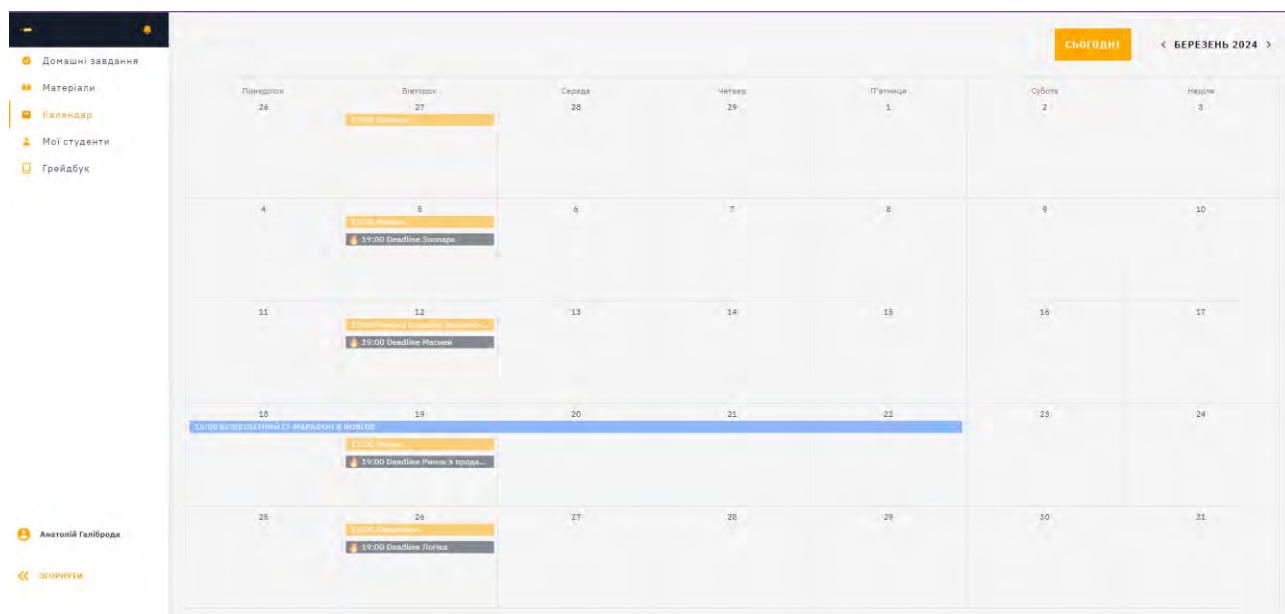 СЬОГОДНІ
БЕРЕЗЕНЬ 2024
Домашні завдання
Матеріали
Календар
Мої студенти
Грейдбук
Понеділок Вівторок Середа Четвер П'ятниця Субота Неділя
26 27 28 29 1 2 3
4 5 6 7 8 9 10
19:00 Deadline Зоопарк
11 12 13 14 15 16 17
19:00 Deadline Масиви
18 19 20 21 22 23 24
15:00 БЕЗКОШТАТНИЙ ІТ-МАРАФОН В ROBLOX
19:00 Deadline Ринок з прода...
25 26 27 28 29 30 31
19:00 Deadline Логіка
Анатолій Галіброда
ЗГОРНУТИ